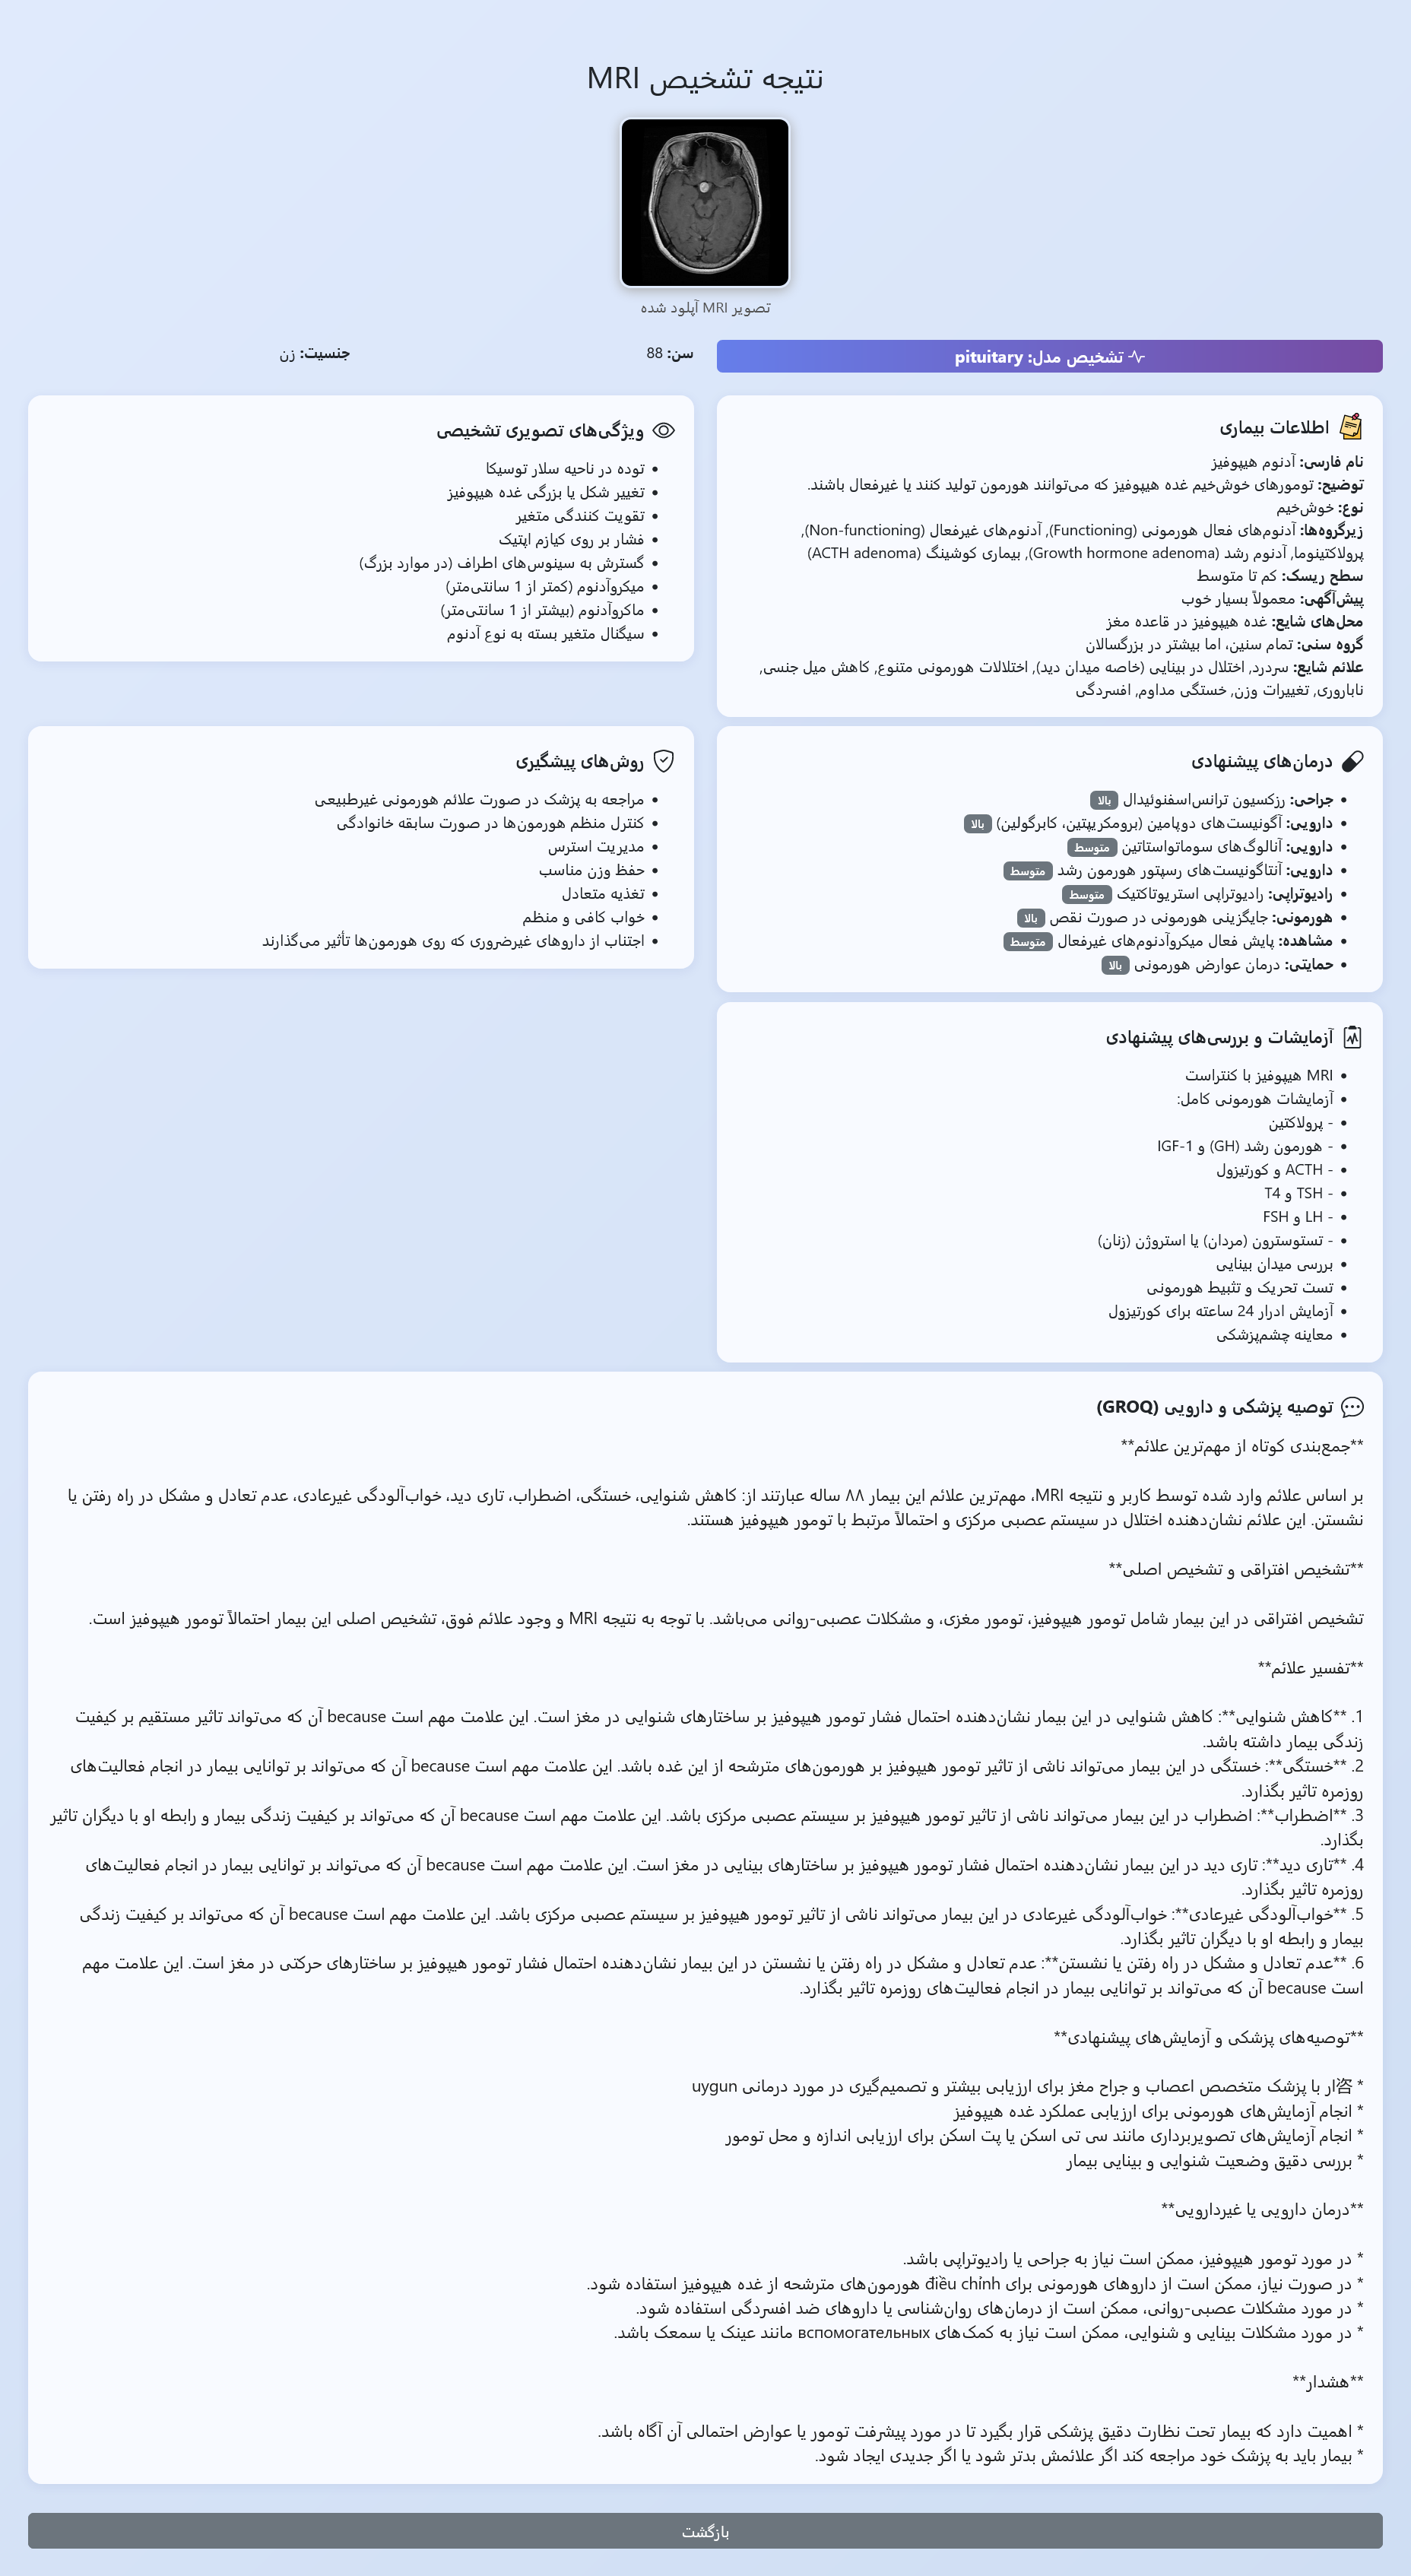 نتیجه تشخیص MRI
تصویر MRI آپلود شده
تشخیص مدل: pituitary
سن: 88
جنسیت: زن
اطلاعات بیماری
نام فارسی: آدنوم هیپوفیز
توضیح: تومورهای خوش‌خیم غده هیپوفیز که می‌توانند هورمون تولید کنند یا غیرفعال باشند.
نوع: خوش‌خیم
زیرگروه‌ها: آدنوم‌های فعال هورمونی (Functioning), آدنوم‌های غیرفعال (Non-functioning),
پرولاکتینوما, آدنوم رشد (Growth hormone adenoma), بیماری کوشینگ (ACTH adenoma)
سطح ریسک: کم تا متوسط
پیش‌آگهی: معمولاً بسیار خوب
محل‌های شایع: غده هیپوفیز در قاعده مغز
گروه سنی: تمام سنین، اما بیشتر در بزرگسالان
علائم شایع: سردرد, اختلال در بینایی (خاصه میدان دید), اختلالات هورمونی متنوع, کاهش میل جنسی,
ناباروری, تغییرات وزن, خستگی مداوم, افسردگی
ویژگی‌های تصویری تشخیصی
• توده در ناحیه سلار توسیکا
• تغییر شکل یا بزرگی غده هیپوفیز
• تقویت کنندگی متغیر
• فشار بر روی کیازم اپتیک
• گسترش به سینوس‌های اطراف (در موارد بزرگ)
• میکروآدنوم (کمتر از 1 سانتی‌متر)
• ماکروآدنوم (بیشتر از 1 سانتی‌متر)
• سیگنال متغیر بسته به نوع آدنوم
درمان‌های پیشنهادی
• جراحی: رزکسیون ترانس‌اسفنوئیدال بالا
• دارویی: آگونیست‌های دوپامین (برومکریپتین، کابرگولین) بالا
• دارویی: آنالوگ‌های سوماتواستاتین متوسط
• دارویی: آنتاگونیست‌های رسپتور هورمون رشد متوسط
• رادیوتراپی: رادیوتراپی استریوتاکتیک متوسط
• هورمونی: جایگزینی هورمونی در صورت نقص بالا
• مشاهده: پایش فعال میکروآدنوم‌های غیرفعال متوسط
• حمایتی: درمان عوارض هورمونی بالا
روش‌های پیشگیری
• مراجعه به پزشک در صورت علائم هورمونی غیرطبیعی
• کنترل منظم هورمون‌ها در صورت سابقه خانوادگی
• مدیریت استرس
• حفظ وزن مناسب
• تغذیه متعادل
• خواب کافی و منظم
• اجتناب از داروهای غیرضروری که روی هورمون‌ها تأثیر می‌گذارند
آزمایشات و بررسی‌های پیشنهادی
• MRI هیپوفیز با کنتراست
• آزمایشات هورمونی کامل:
• - پرولاکتین
• - هورمون رشد (GH) و IGF-1
• - ACTH و کورتیزول
• - TSH و T4
• - LH و FSH
• - تستوسترون (مردان) یا استروژن (زنان)
• بررسی میدان بینایی
• تست تحریک و تثبیط هورمونی
• آزمایش ادرار 24 ساعته برای کورتیزول
• معاینه چشم‌پزشکی
توصیه پزشکی و دارویی (GROQ)
**جمع‌بندی کوتاه از مهم‌ترین علائم**
بر اساس علائم وارد شده توسط کاربر و نتیجه MRI، مهم‌ترین علائم این بیمار ۸۸ ساله عبارتند از: کاهش شنوایی، خستگی، اضطراب، تاری دید، خواب‌آلودگی غیرعادی، عدم تعادل و مشکل در راه رفتن یا
نشستن. این علائم نشان‌دهنده اختلال در سیستم عصبی مرکزی و احتمالاً مرتبط با تومور هیپوفیز هستند.
**تشخیص افتراقی و تشخیص اصلی**
تشخیص افتراقی در این بیمار شامل تومور هیپوفیز، تومور مغزی، و مشکلات عصبی-روانی می‌باشد. با توجه به نتیجه MRI و وجود علائم فوق، تشخیص اصلی این بیمار احتمالاً تومور هیپوفیز است.
**تفسیر علائم**
1. **کاهش شنوایی**: کاهش شنوایی در این بیمار نشان‌دهنده احتمال فشار تومور هیپوفیز بر ساختارهای شنوایی در مغز است. این علامت مهم است because آن که می‌تواند تاثیر مستقیم بر کیفیت
زندگی بیمار داشته باشد.
2. **خستگی**: خستگی در این بیمار می‌تواند ناشی از تاثیر تومور هیپوفیز بر هورمون‌های مترشحه از این غده باشد. این علامت مهم است because آن که می‌تواند بر توانایی بیمار در انجام فعالیت‌های
روزمره تاثیر بگذارد.
3. **اضطراب**: اضطراب در این بیمار می‌تواند ناشی از تاثیر تومور هیپوفیز بر سیستم عصبی مرکزی باشد. این علامت مهم است because آن که می‌تواند بر کیفیت زندگی بیمار و رابطه او با دیگران تاثیر
بگذارد.
4. **تاری دید**: تاری دید در این بیمار نشان‌دهنده احتمال فشار تومور هیپوفیز بر ساختارهای بینایی در مغز است. این علامت مهم است because آن که می‌تواند بر توانایی بیمار در انجام فعالیت‌های
روزمره تاثیر بگذارد.
5. **خواب‌آلودگی غیرعادی**: خواب‌آلودگی غیرعادی در این بیمار می‌تواند ناشی از تاثیر تومور هیپوفیز بر سیستم عصبی مرکزی باشد. این علامت مهم است because آن که می‌تواند بر کیفیت زندگی
بیمار و رابطه او با دیگران تاثیر بگذارد.
6. **عدم تعادل و مشکل در راه رفتن یا نشستن**: عدم تعادل و مشکل در راه رفتن یا نشستن در این بیمار نشان‌دهنده احتمال فشار تومور هیپوفیز بر ساختارهای حرکتی در مغز است. این علامت مهم
است because آن که می‌تواند بر توانایی بیمار در انجام فعالیت‌های روزمره تاثیر بگذارد.
**توصیه‌های پزشکی و آزمایش‌های پیشنهادی**
* 咨ار با پزشک متخصص اعصاب و جراح مغز برای ارزیابی بیشتر و تصمیم‌گیری در مورد درمانی uygun
* انجام آزمایش‌های هورمونی برای ارزیابی عملکرد غده هیپوفیز
* انجام آزمایش‌های تصویربرداری مانند سی تی اسکن یا پت اسکن برای ارزیابی اندازه و محل تومور
* بررسی دقیق وضعیت شنوایی و بینایی بیمار
**درمان دارویی یا غیردارویی**
* در مورد تومور هیپوفیز، ممکن است نیاز به جراحی یا رادیوتراپی باشد.
* در صورت نیاز، ممکن است از داروهای هورمونی برای điều chỉnh هورمون‌های مترشحه از غده هیپوفیز استفاده شود.
* در مورد مشکلات عصبی-روانی، ممکن است از درمان‌های روان‌شناسی یا داروهای ضد افسردگی استفاده شود.
* در مورد مشکلات بینایی و شنوایی، ممکن است نیاز به کمک‌های вспомогательных مانند عینک یا سمعک باشد.
**هشدار**
* اهمیت دارد که بیمار تحت نظارت دقیق پزشکی قرار بگیرد تا در مورد پیشرفت تومور یا عوارض احتمالی آن آگاه باشد.
* بیمار باید به پزشک خود مراجعه کند اگر علائمش بدتر شود یا اگر جدیدی ایجاد شود.
بازگشت